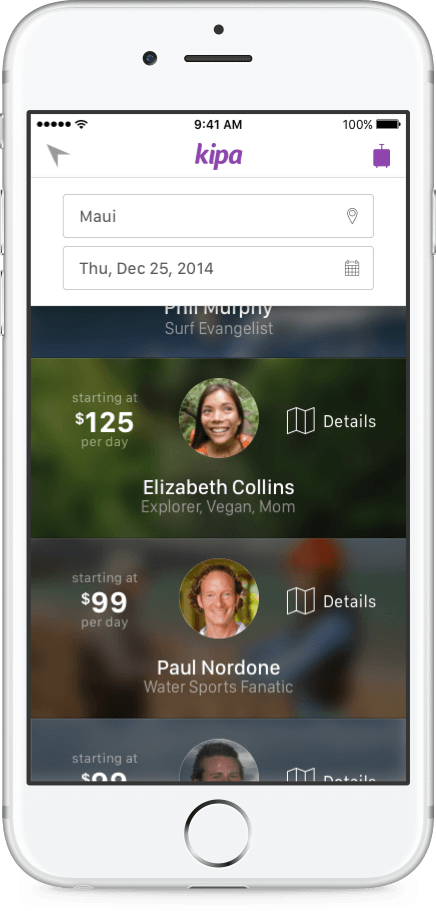 9:41 AM
100%
kipa
Maui
Thu, Dec 25, 2014
Phil Murphy
Surf Evangelist
starting at
$125
per day
Details
Elizabeth Collins
Explorer, Vegan, Mom
starting at
$99
per day
Details
Paul Nordone
Water Sports Fanatic
starting at
$99
Details